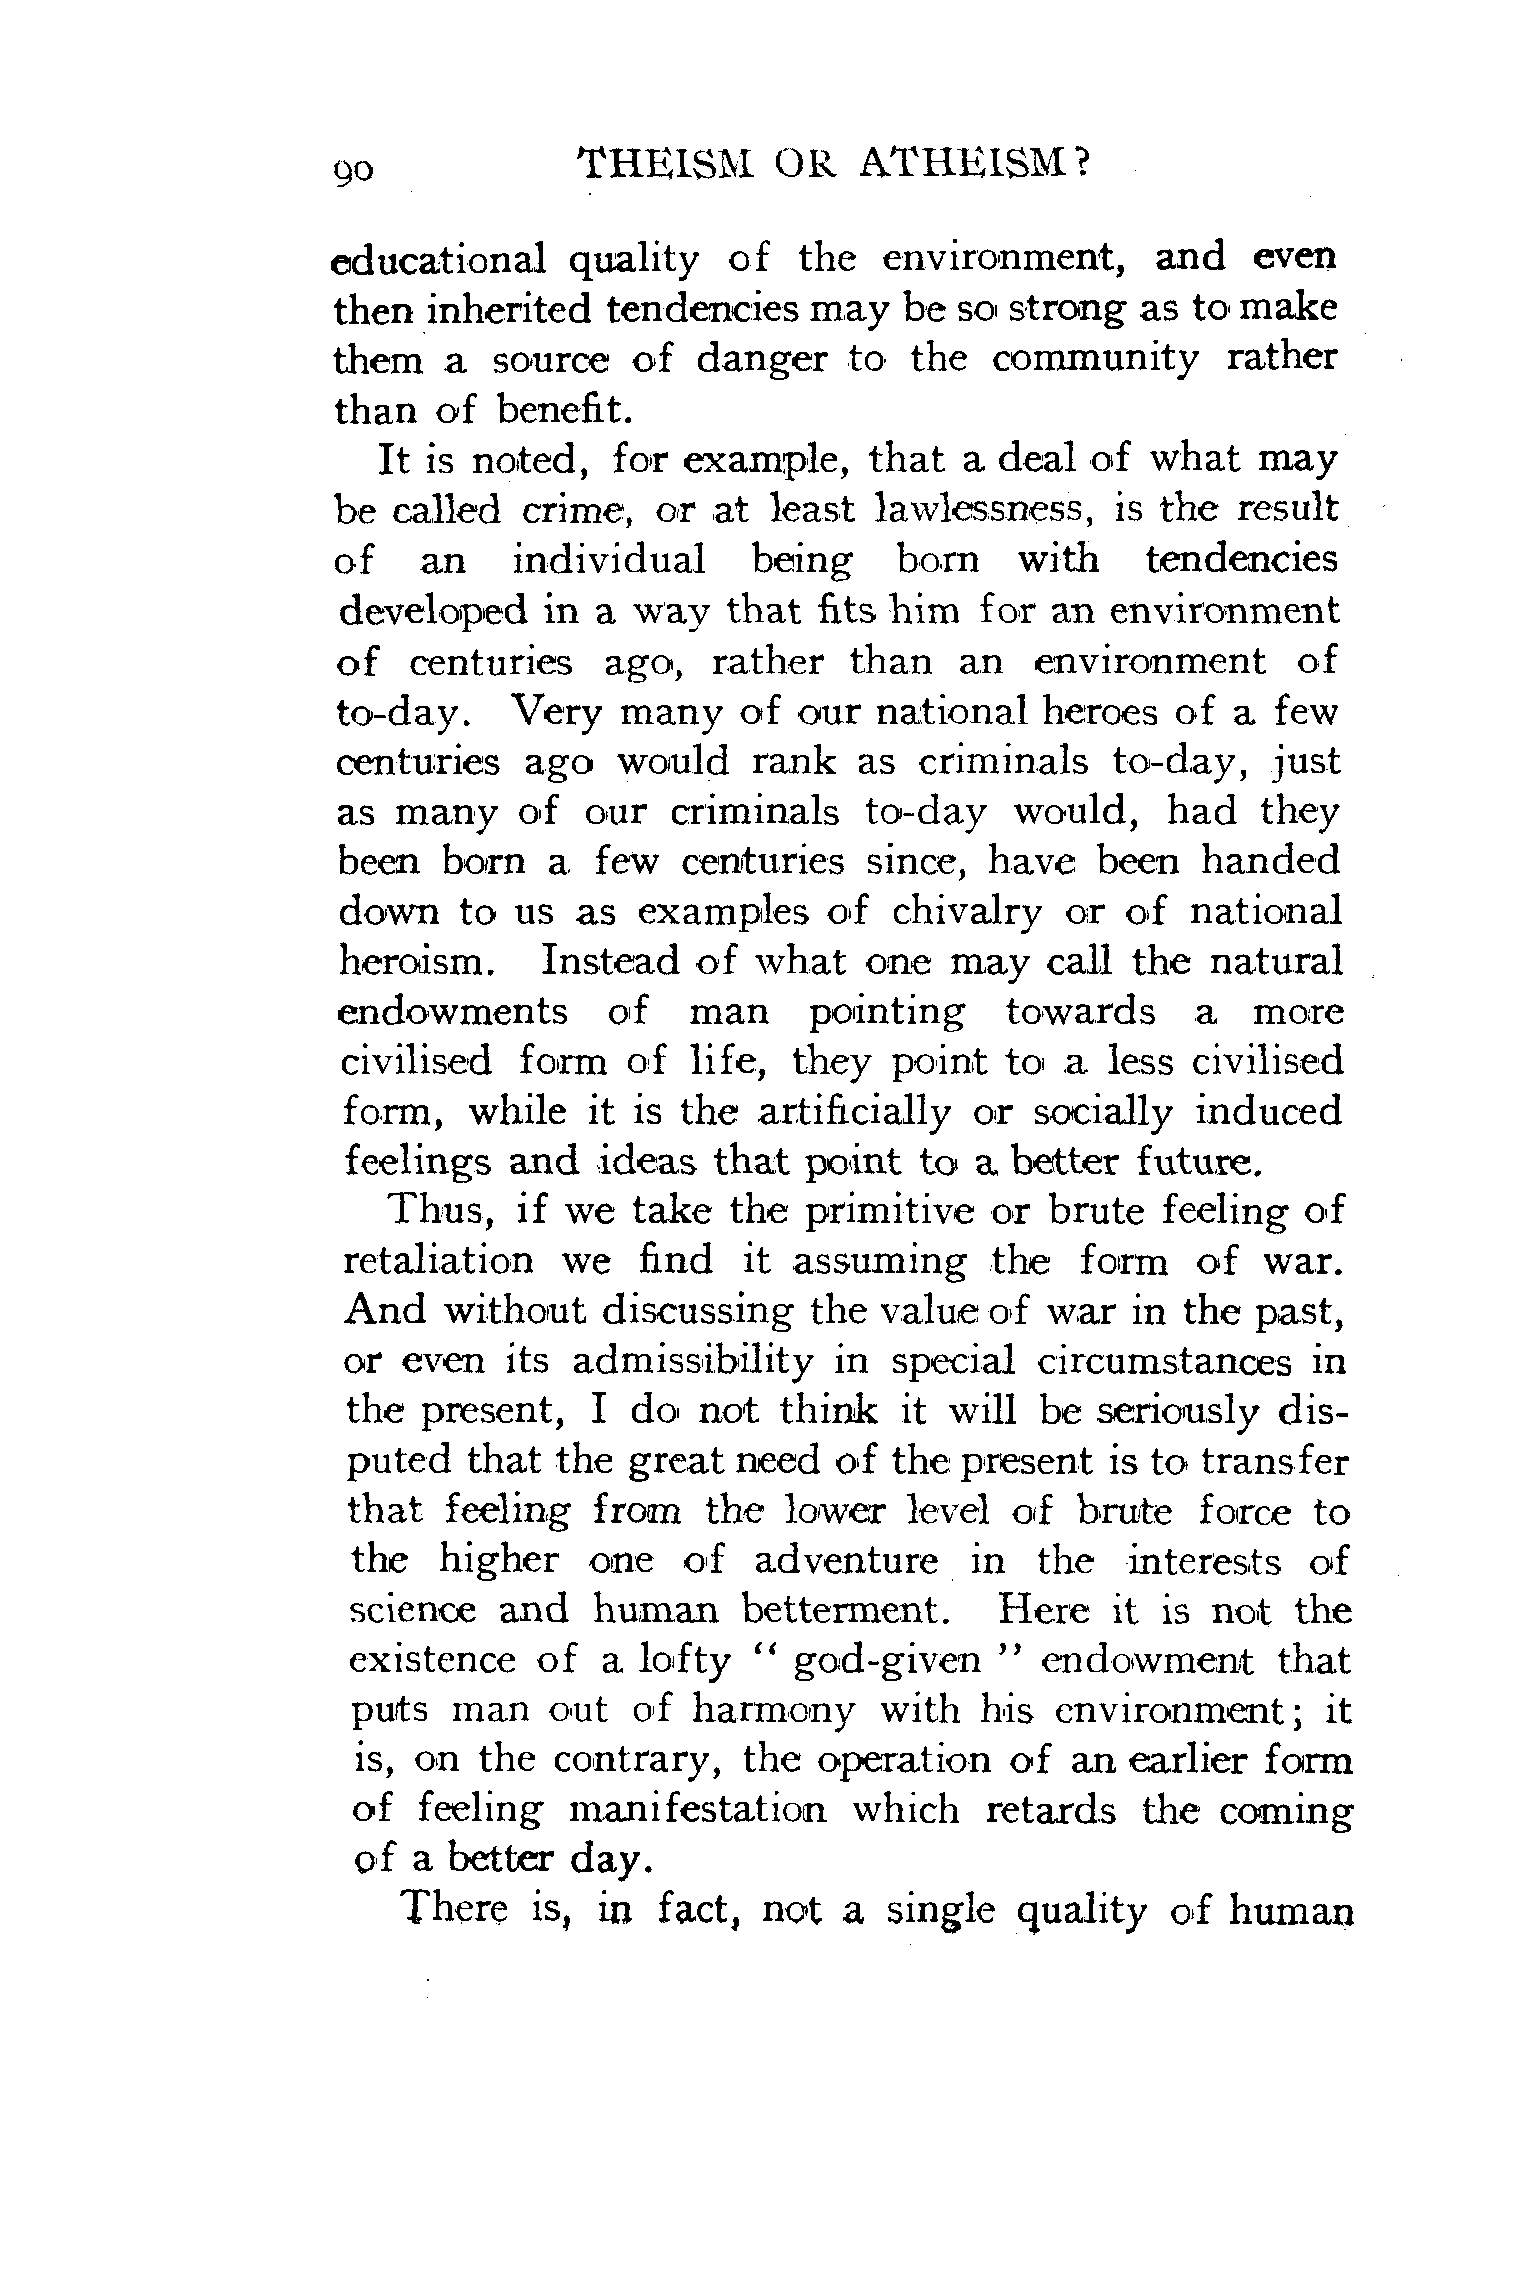 90 THEISM OR ATHEISM?
educational quality of the environment, and even
then inherited tendencies may be so strong as to make
them a source of danger to the community rather
than of benefit.
It is noted, for example, that a deal of what may
be called crime, or at least lawlessness, is the result
of an individual being born with tendencies
developed in a way that fits him for an environment
of centuries ago, rather than an environment of
to-day. Very many of our national heroes of a few
centuries ago would rank as criminals to-day, just
as many of our criminals to-day would, had they
been born a few centuries since, have been handed
down to us as examples of chivalry or of national
heroism. Instead of what one may call the natural
endowments of man pointing towards a more
civilised form of life, they point to a less civilised
form, while it is the artificially or socially induced
feelings and ideas that point to a better future.
Thus, if we take the primitive or brute feeling of
retaliation we find it assuming the form of war.
And without discussing the value of war in the past,
or even its admissibility in special circumstances in
the present, I do not think it will be seriously dis-
puted that the great need of the present is to transfer
that feeling from the lower level of brute force to
the higher one of adventure in the interests of
science and human betterment. Here it is not the
existence of a lofty " god-given " endowment that
puts man out of harmony with his environment; it
is, on the contrary, the operation of an earlier form
of feeling manifestation which retards the coming
of a better day.
There is, in fact, not a single quality of human